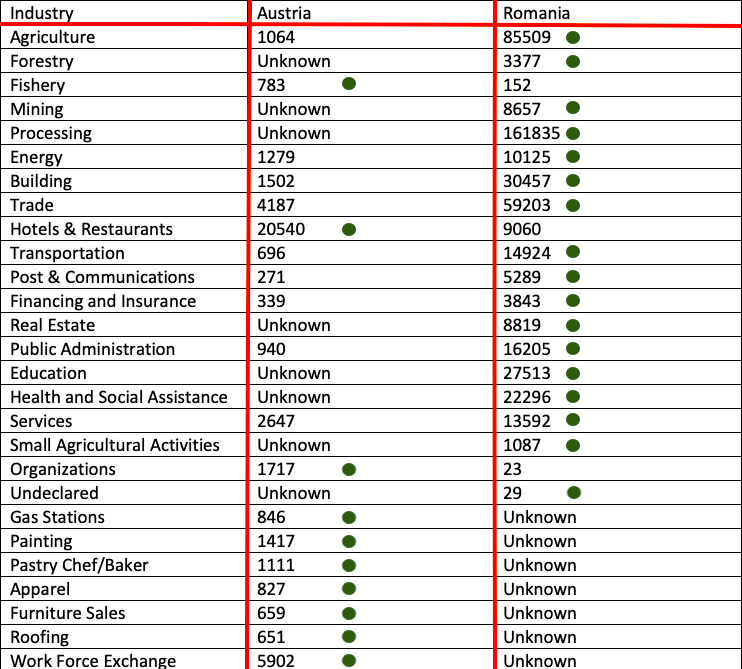 Industry Austria Romania
Agriculture 1064 85509
Forestry Unknown 3377
Fishery 783 152
Mining Unknown 8657
Processing Unknown 161835
Energy 1279 10125
Building 1502 30457
Trade 4187 59203
Hotels & Restaurants 20540 9060
Transportation 696 14924
Post & Communications 271 5289
Financing and Insurance 339 3843
Real Estate Unknown 8819
Public Administration 940 16205
Education Unknown 27513
Health and Social Assistance Unknown 22296
Services 2647 13592
Small Agricultural Activities Unknown 1087
Organizations 1717 23
Undeclared Unknown 29
Gas Stations 846 Unknown
Painting 1417 Unknown
Pastry Chef/Baker 1111 Unknown
Apparel 827 Unknown
Furniture Sales 659 Unknown
Roofing 651 Unknown
Work Force Exchange 5902 Unknown